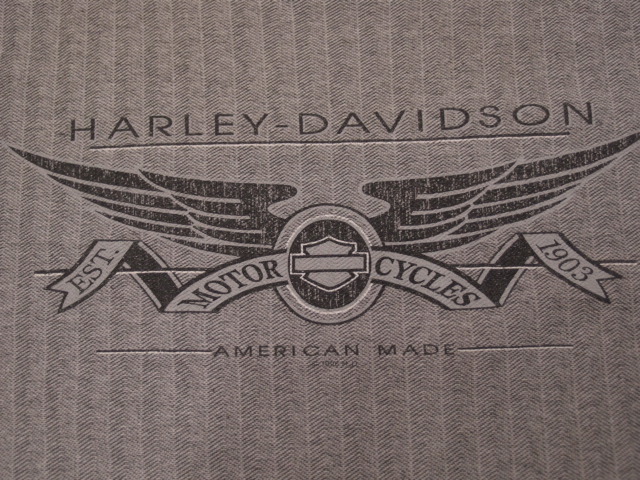 HARLEY-DAVIDSON
EST. MOTOR CYCLES 1903
AMERICAN MADE